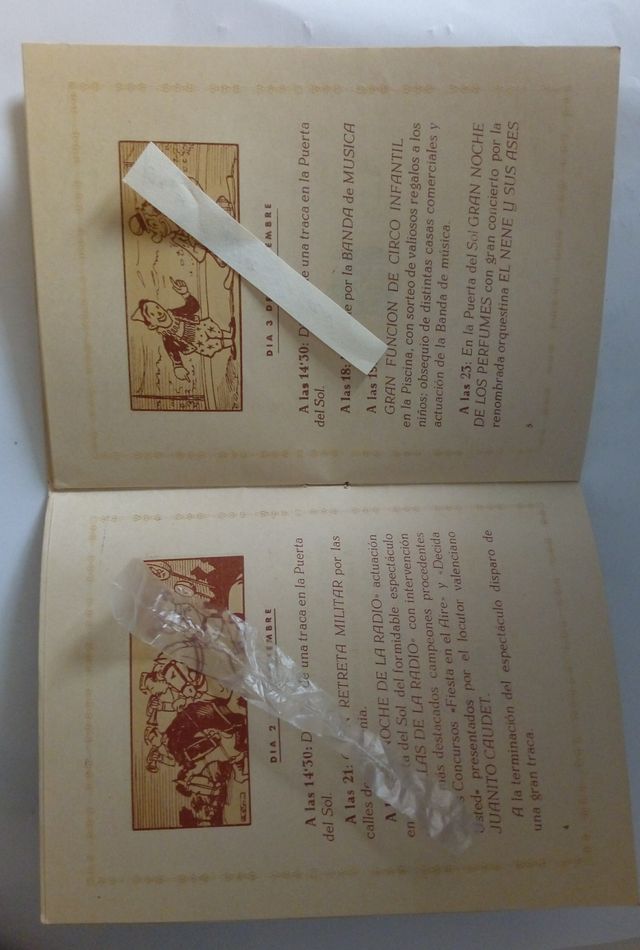 DIA 2
EMBRE
A las 14'30: D e una traca en la Puerta
del Sol.
A las 21: RETRETA MILITAR por las
calles de nia.
A NOCHE DE LA RADIO» actuación
en a del Sol del formidable espectáculo
LAS DE LA RADIO» con intervención
más destacados campeones procedentes
s Concursos «Fiesta en el Aire» y «Decida
Usted» presentados por el locutor valenciano
JUANITO CAUDET.
A la terminación del espectáculo disparo de
una gran traca.
4
DIA 3 DE EMBRE
A las 14'30: D e una traca en la Puerta
del Sol.
A las 18: e por la BANDA de MUSICA
A las 1
GRAN FUNCION DE CIRCO INFANTIL
en la Piscina, con sorteo de valiosos regalos a los
niños; obsequio de distintas casas comerciales y
actuación de la Banda de música.
A las 23: En la Puerta del Sol GRAN NOCHE
DE LOS PERFUMES con gran concierto por la
renombrada orquestina EL NENE Y SUS ASES
5